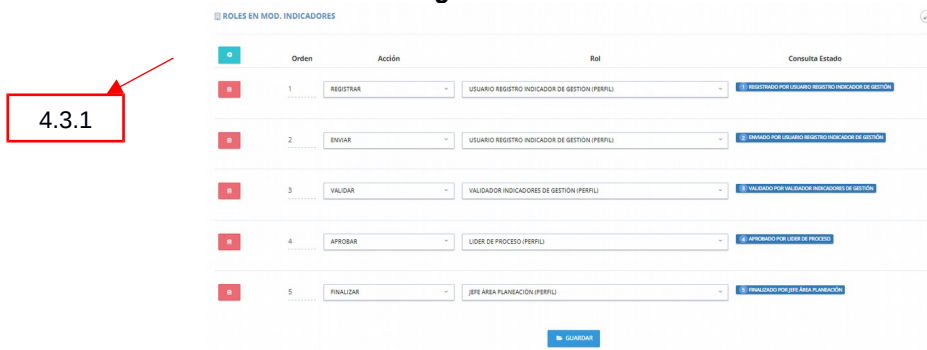 ROLES EN MOD. INDICADORES
Orden Acción Rol Consulta Estado
1 REGISTRAR USUARIO REGISTRO INDICADOR DE GESTIÓN (PERFIL) 1 REGISTRADO POR USUARIO REGISTRO INDICADOR DE GESTIÓN
4.3.1
2 ENVIAR USUARIO REGISTRO INDICADOR DE GESTIÓN (PERFIL) 2 ENVIADO POR USUARIO REGISTRO INDICADOR DE GESTIÓN
3 VALIDAR VALIDADOR INDICADORES DE GESTIÓN (PERFIL) 3 VALIDADO POR VALIDADOR INDICADORES DE GESTIÓN
4 APROBAR LIDER DE PROCESO (PERFIL) 4 APROBADO POR LIDER DE PROCESO
5 FINALIZAR JEFE ÁREA PLANEACIÓN (PERFIL) 5 FINALIZADO POR JEFE ÁREA PLANEACIÓN
GUARDAR